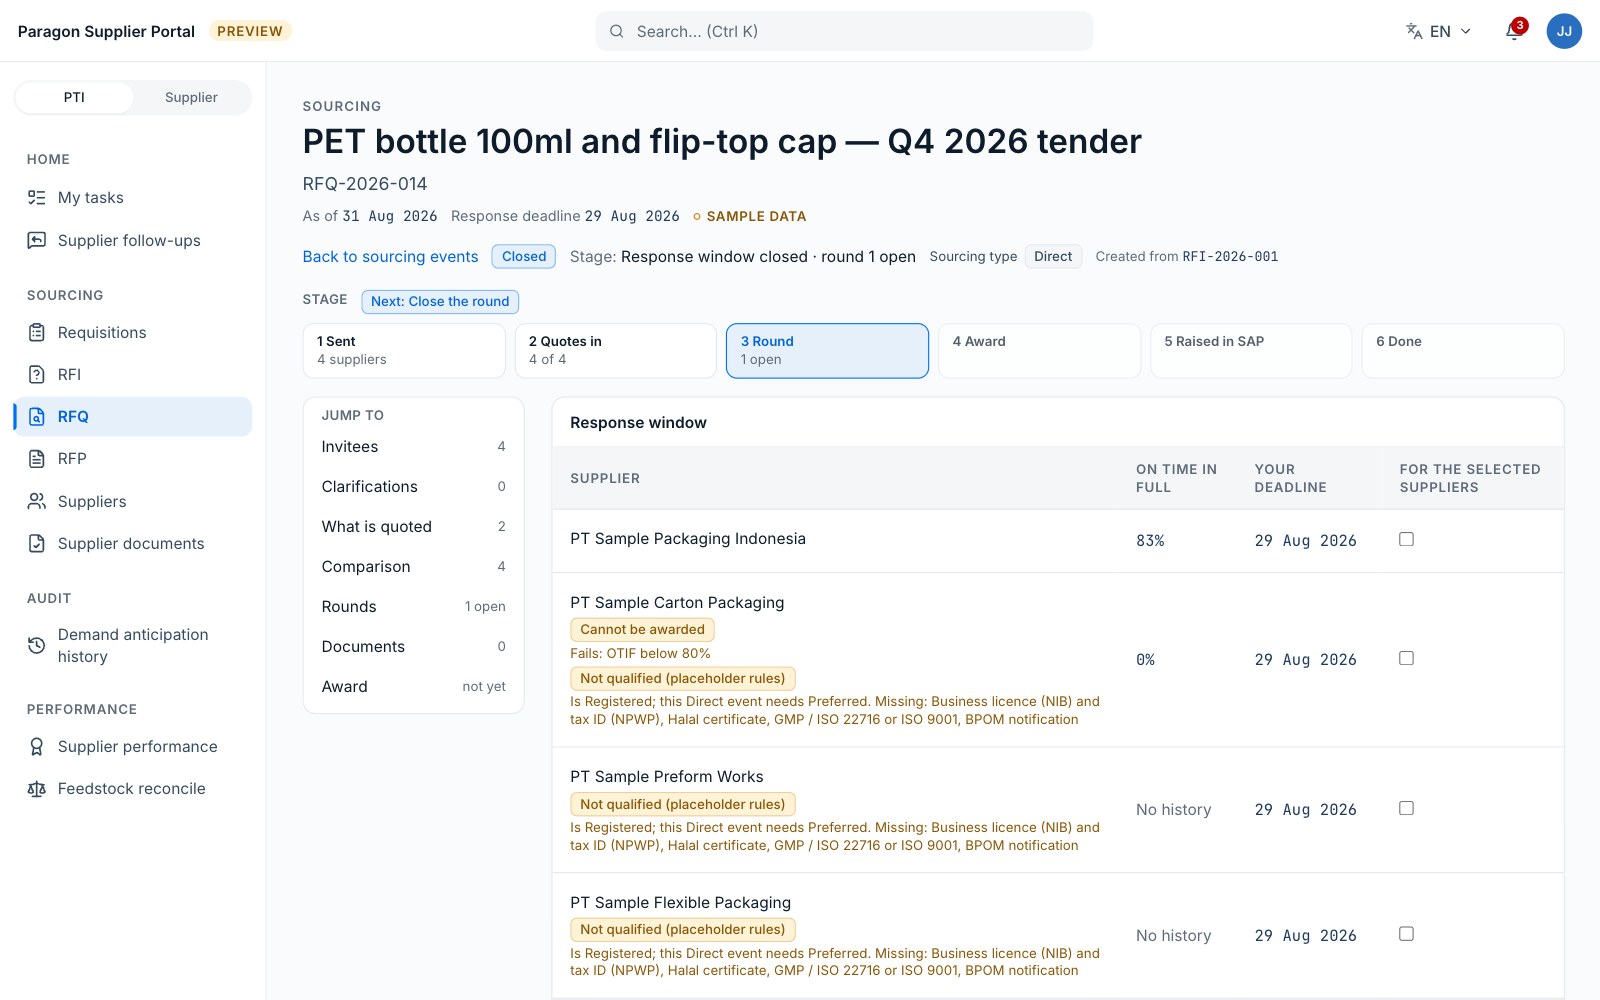 Paragon Supplier Portal PREVIEW
Search... (Ctrl K)
EN
3
JJ
PTI Supplier
HOME
My tasks
Supplier follow-ups
SOURCING
Requisitions
RFI
RFQ
RFP
Suppliers
Supplier documents
AUDIT
Demand anticipation
history
PERFORMANCE
Supplier performance
Feedstock reconcile
SOURCING
PET bottle 100ml and flip-top cap — Q4 2026 tender
RFQ-2026-014
As of 31 Aug 2026 Response deadline 29 Aug 2026 SAMPLE DATA
Back to sourcing events Closed Stage: Response window closed · round 1 open Sourcing type Direct Created from RFI-2026-001
STAGE Next: Close the round
1 Sent
4 suppliers
2 Quotes in
4 of 4
3 Round
1 open
4 Award
5 Raised in SAP
6 Done
JUMP TO
Invitees 4
Clarifications 0
What is quoted 2
Comparison 4
Rounds 1 open
Documents 0
Award not yet
Response window
SUPPLIER
ON TIME IN
FULL
YOUR
DEADLINE
FOR THE SELECTED
SUPPLIERS
PT Sample Packaging Indonesia
83% 29 Aug 2026
PT Sample Carton Packaging
Cannot be awarded
Fails: OTIF below 80%
Not qualified (placeholder rules)
Is Registered; this Direct event needs Preferred. Missing: Business licence (NIB) and
tax ID (NPWP), Halal certificate, GMP / ISO 22716 or ISO 9001, BPOM notification
0% 29 Aug 2026
PT Sample Preform Works
Not qualified (placeholder rules)
Is Registered; this Direct event needs Preferred. Missing: Business licence (NIB) and
tax ID (NPWP), Halal certificate, GMP / ISO 22716 or ISO 9001, BPOM notification
No history 29 Aug 2026
PT Sample Flexible Packaging
Not qualified (placeholder rules)
Is Registered; this Direct event needs Preferred. Missing: Business licence (NIB) and
tax ID (NPWP), Halal certificate, GMP / ISO 22716 or ISO 9001, BPOM notification
No history 29 Aug 2026